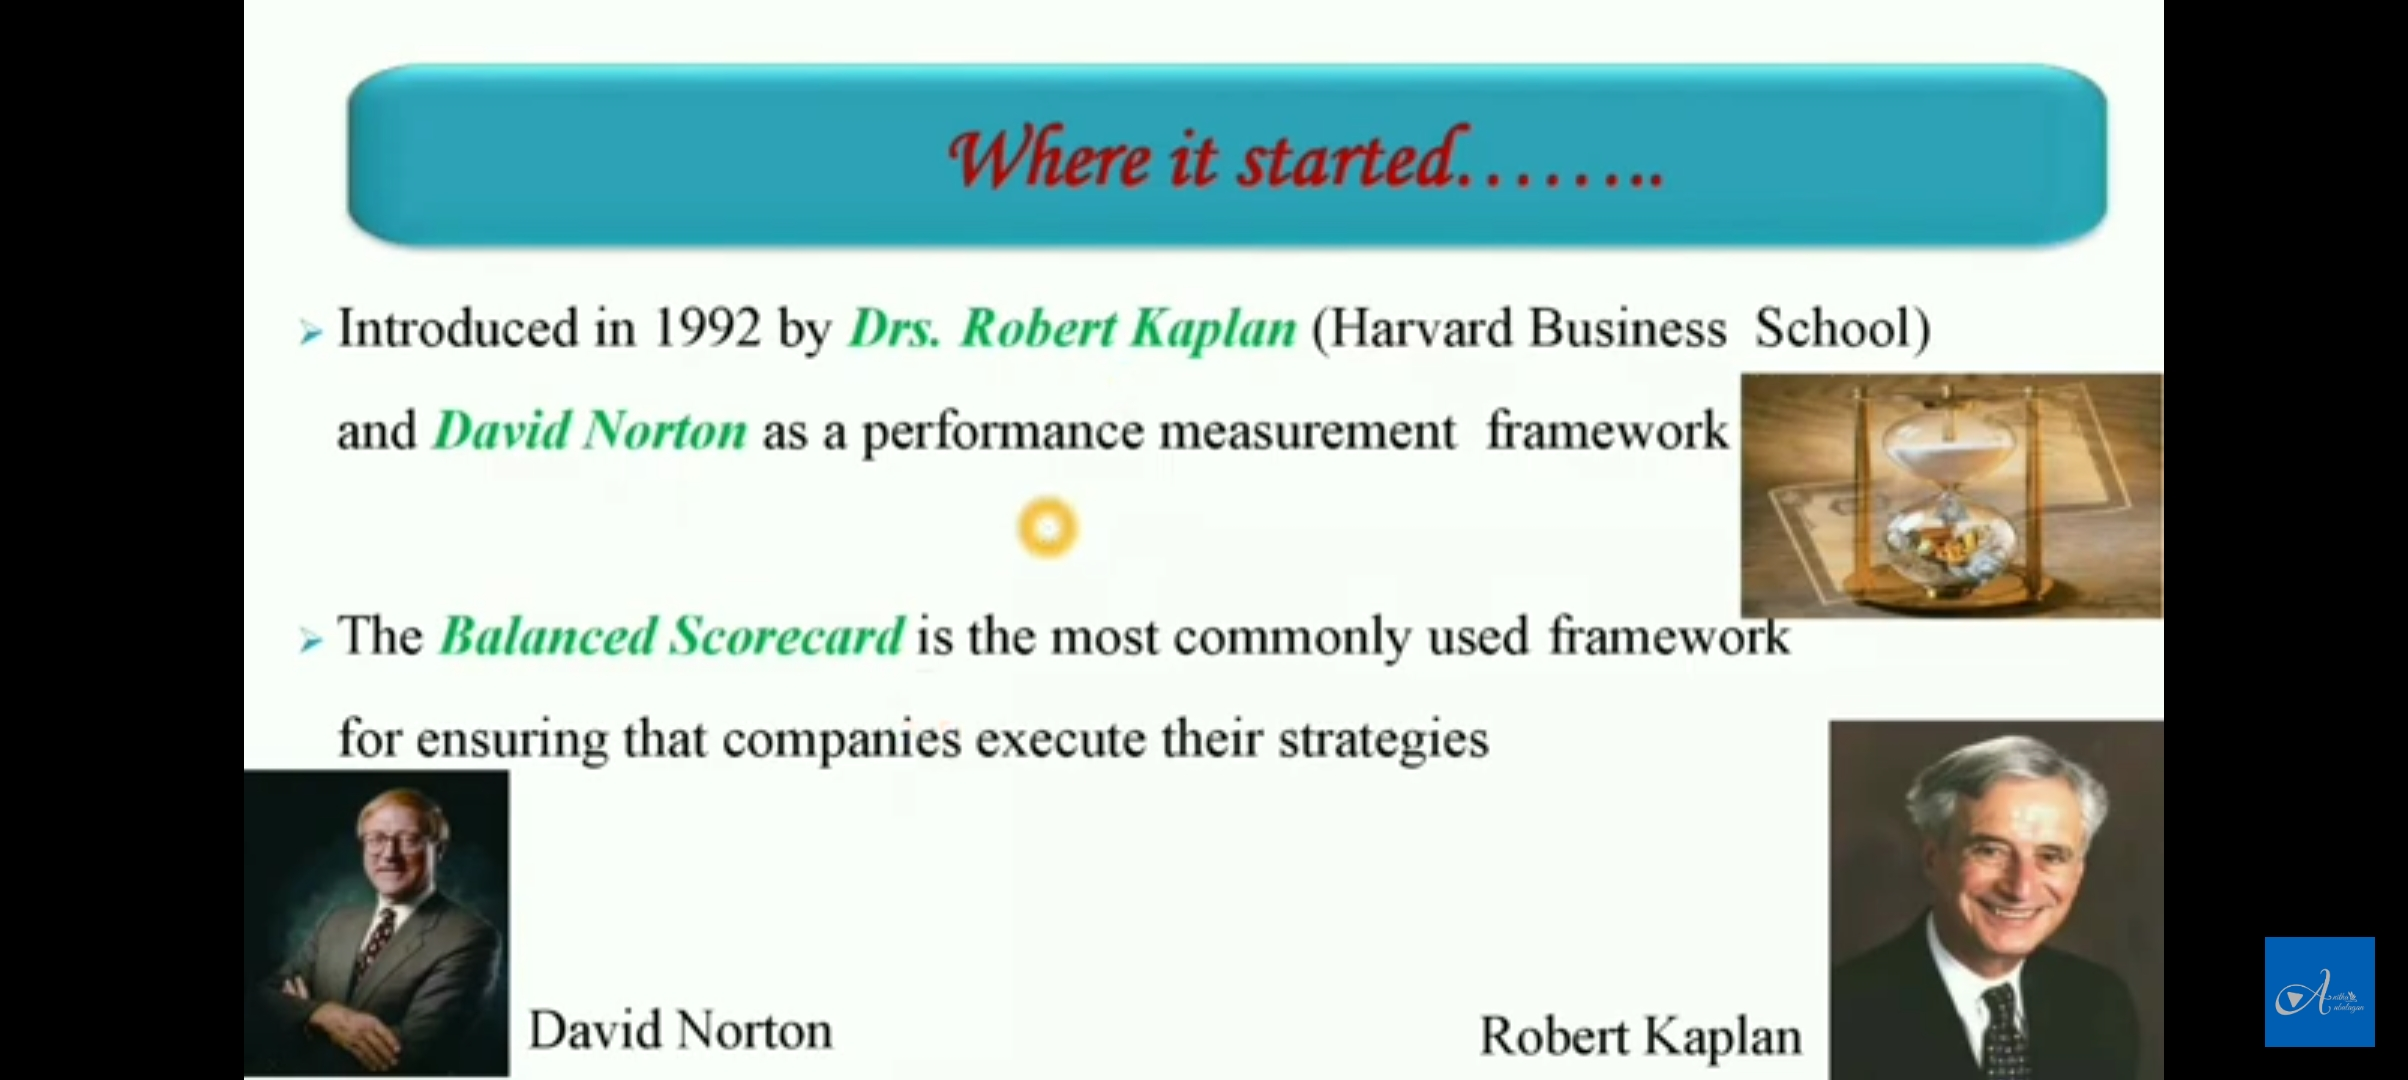 Where it started........
➢ Introduced in 1992 by Drs. Robert Kaplan (Harvard Business School)
and David Norton as a performance measurement framework
➢ The Balanced Scorecard is the most commonly used framework
for ensuring that companies execute their strategies
David Norton
Robert Kaplan